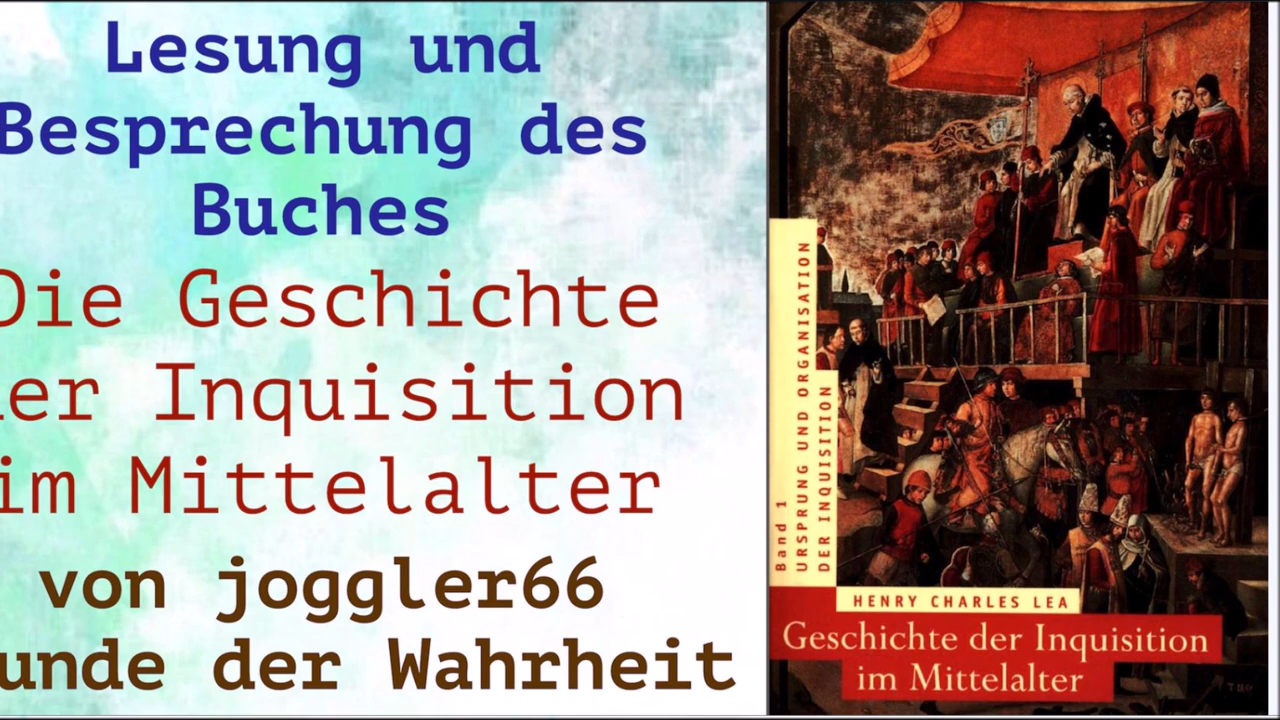 Lesung und
Besprechung des
Buches
Die Geschichte
er Inquisition
im Mittelalter
von joggler66
unde der Wahrheit
Band 1
URSPRUNG UND ORGANISATION
DER INQUISITION
HENRY CHARLES LEA
Geschichte der Inquisition
im Mittelalter